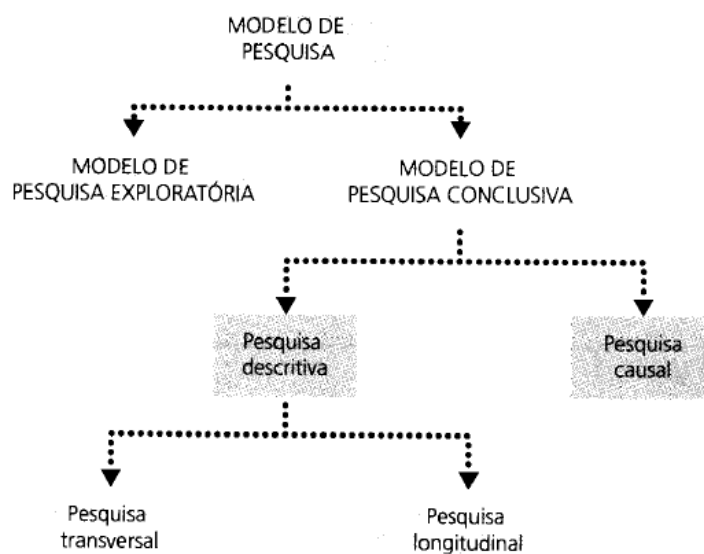 MODELO DE
PESQUISA
MODELO DE
PESQUISA EXPLORATÓRIA
MODELO DE
PESQUISA CONCLUSIVA
Pesquisa
descritiva
Pesquisa
causal
Pesquisa
transversal
Pesquisa
longitudinal